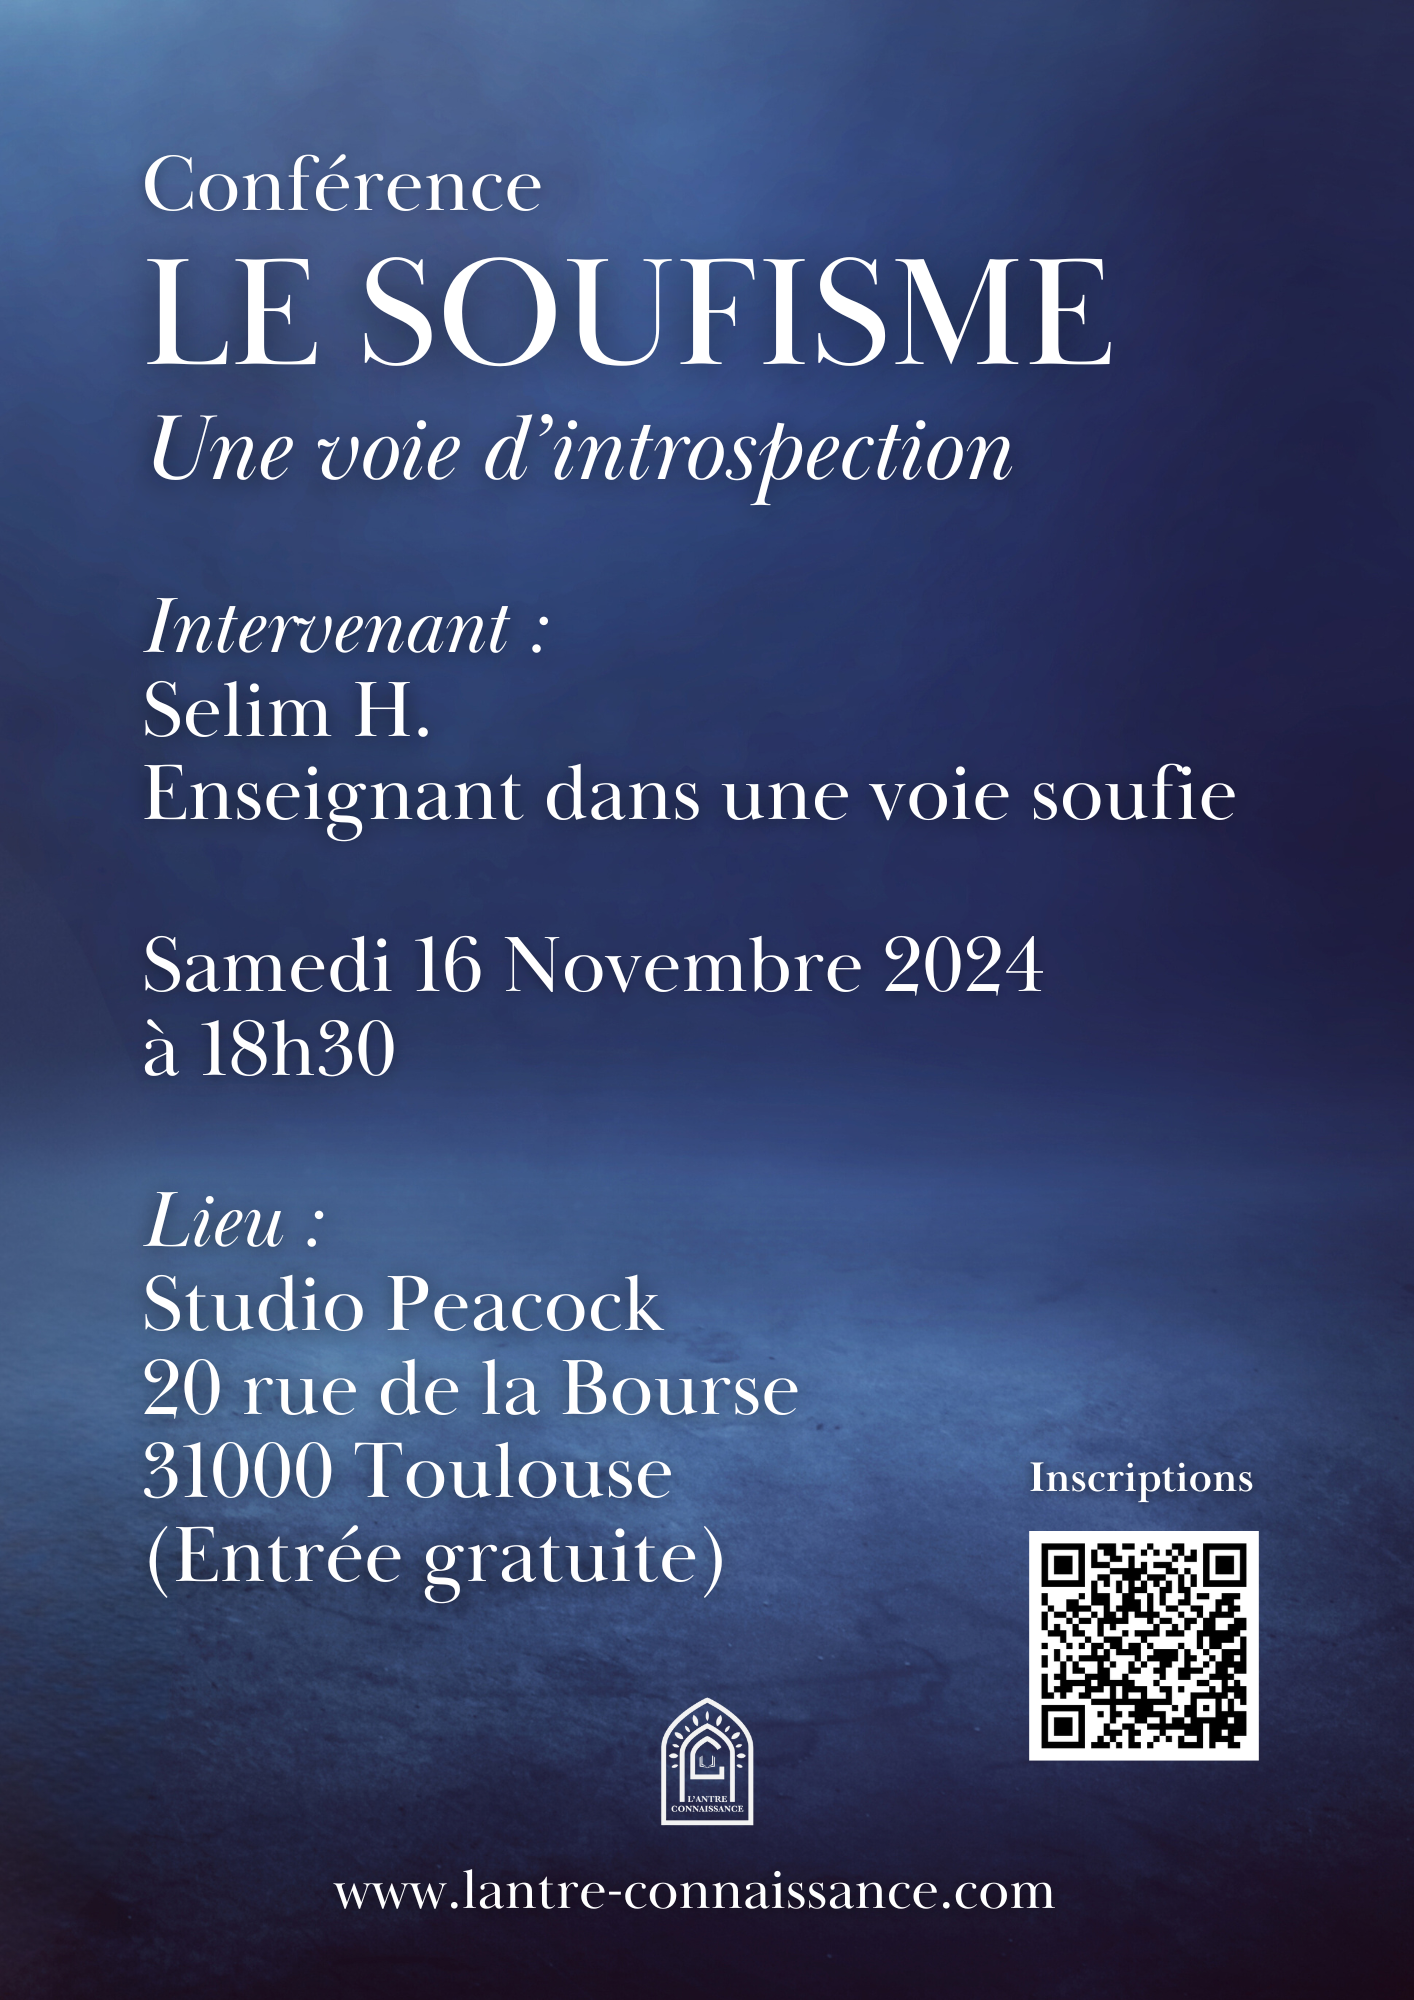 Conférence
LE SOUFISME
Une voie d’introspection
Intervenant :
Selim H.
Enseignant dans une voie soufie
Samedi 16 Novembre 2024
à 18h30
Lieu :
Studio Peacock
20 rue de la Bourse
31000 Toulouse
(Entrée gratuite)
Inscriptions
L’ANTRE
CONNAISSANCE
www.lantre-connaissance.com